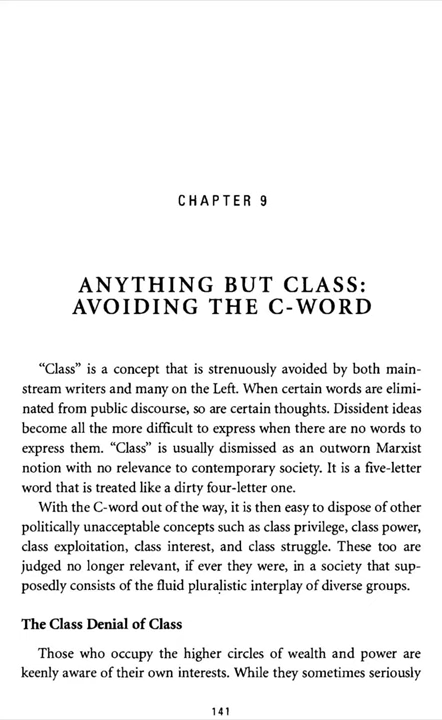 CHAPTER 9
ANYTHING BUT CLASS:
AVOIDING THE C-WORD
“Class” is a concept that is strenuously avoided by both main-
stream writers and many on the Left. When certain words are elimi-
nated from public discourse, so are certain thoughts. Dissident ideas
become all the more difficult to express when there are no words to
express them. “Class” is usually dismissed as an outworn Marxist
notion with no relevance to contemporary society. It is a five-letter
word that is treated like a dirty four-letter one.
With the C-word out of the way, it is then easy to dispose of other
politically unacceptable concepts such as class privilege, class power,
class exploitation, class interest, and class struggle. These too are
judged no longer relevant, if ever they were, in a society that sup-
posedly consists of the fluid pluralistic interplay of diverse groups.
The Class Denial of Class
Those who occupy the higher circles of wealth and power are
keenly aware of their own interests. While they sometimes seriously
141